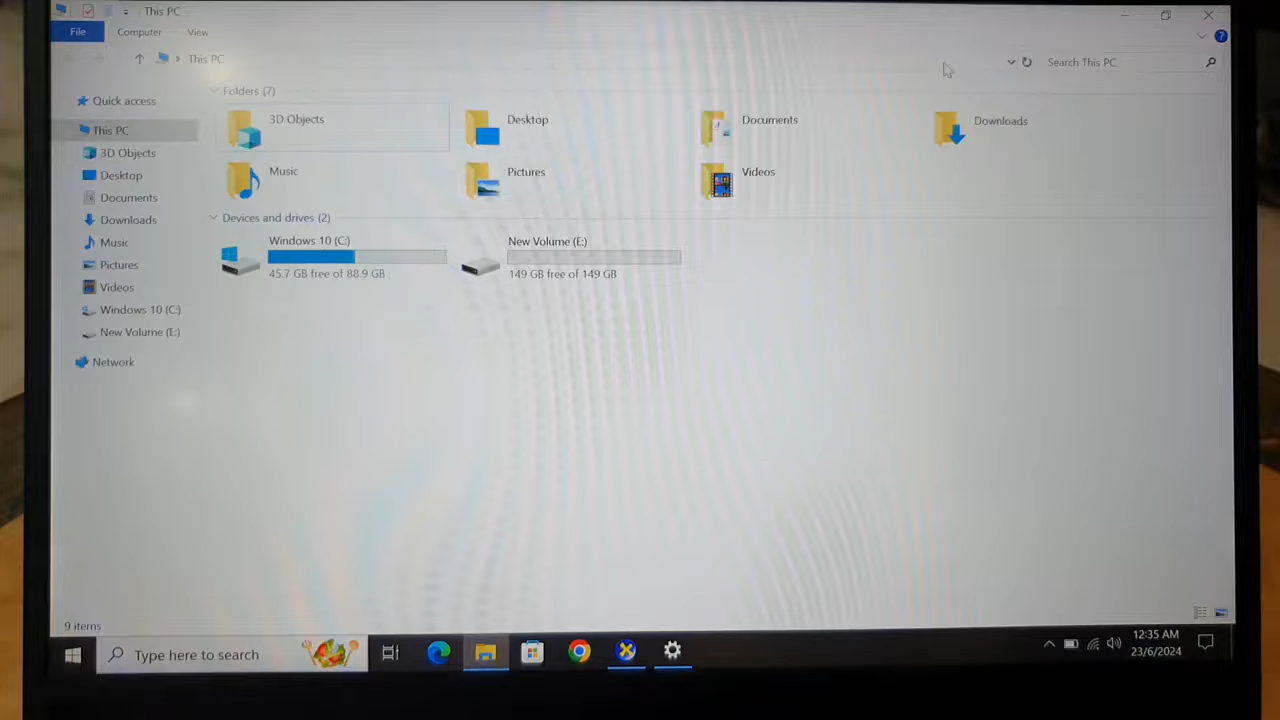 This PC
File Computer View
This PC
Search This PC
Quick access
This PC
3D Objects
Desktop
Documents
Downloads
Music
Pictures
Videos
Windows 10 (C:)
New Volume (E:)
Network
Folders (7)
3D Objects
Desktop
Documents
Downloads
Music
Pictures
Videos
Devices and drives (2)
Windows 10 (C:)
45.7 GB free of 88.9 GB
New Volume (E:)
149 GB free of 149 GB
9 items
Type here to search
12:35 AM
23/6/2024